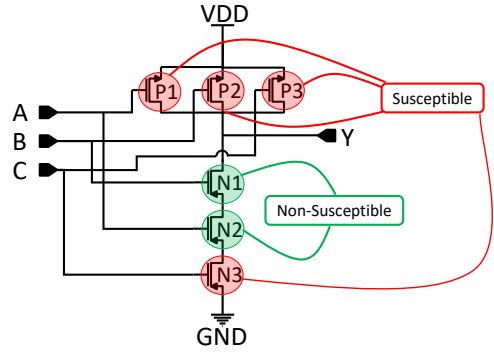 VDD
P1 P2 P3
A
Susceptible
B
Y
C
N1
Non-Susceptible
N2
N3
GND